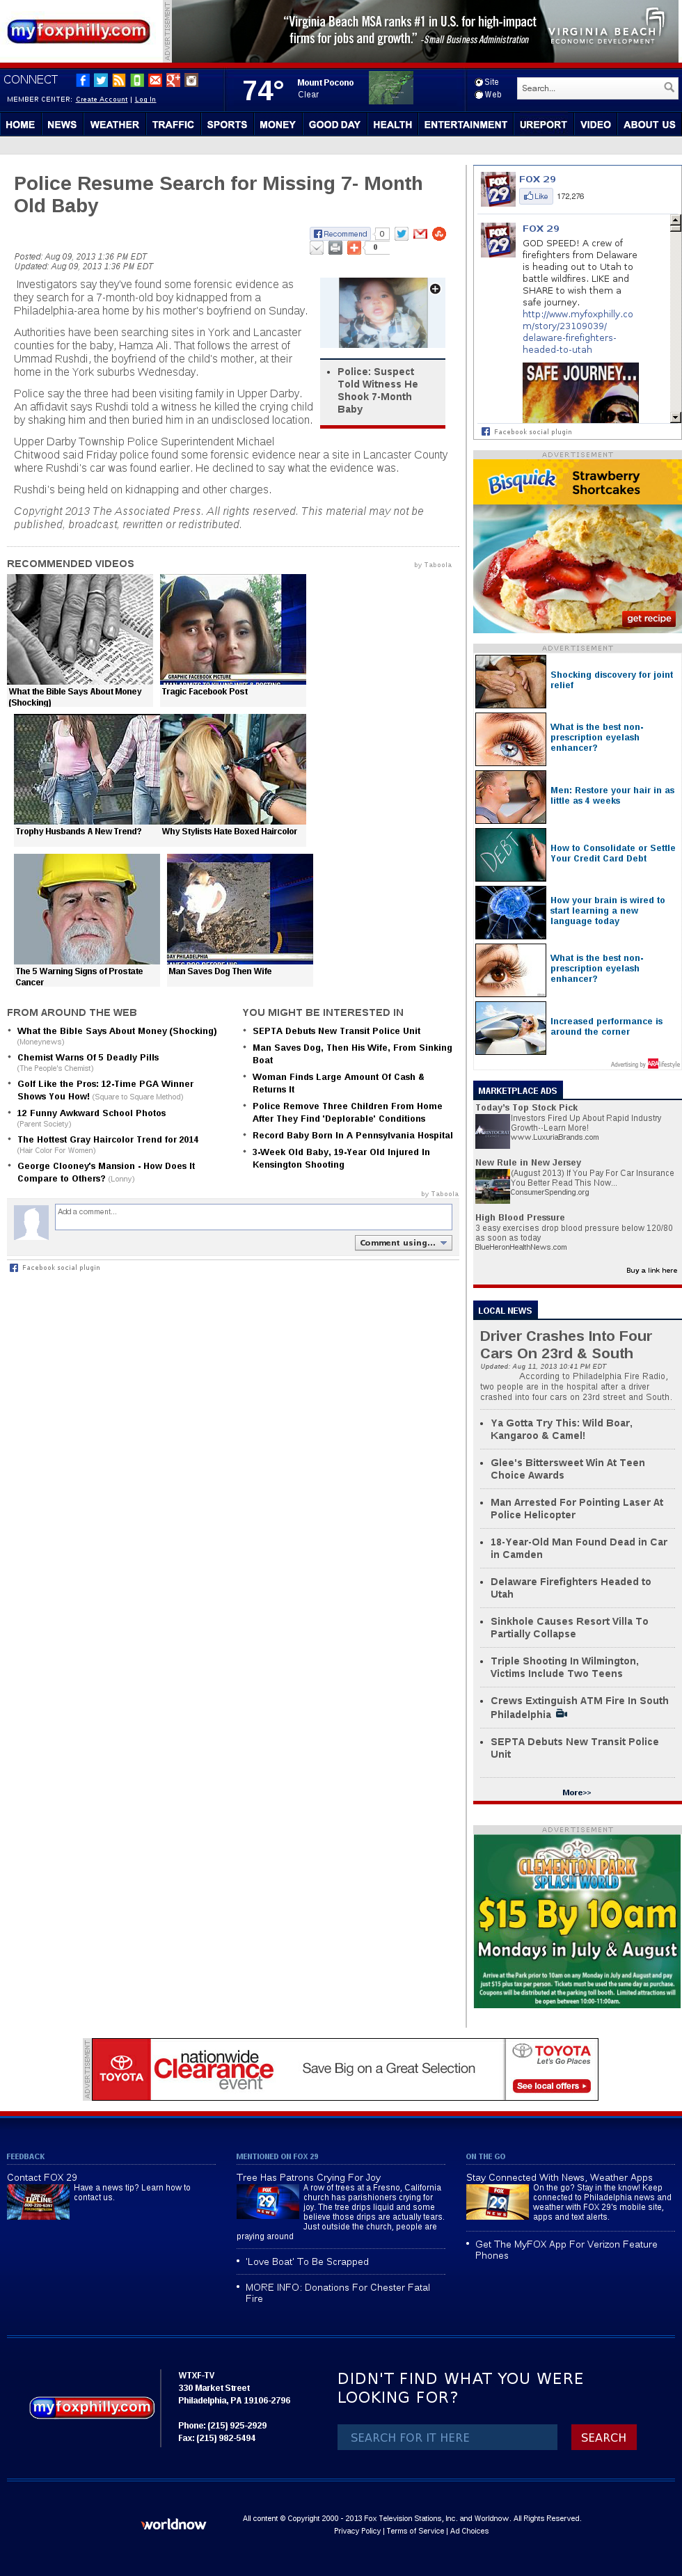 myfoxphilly.com
ADVERTISEMENT
"Virginia Beach MSA ranks #1 in U.S. for high-impact
firms for jobs and growth." -Small Business Administration
VIRGINIA BEACH
ECONOMIC DEVELOPMENT
CONNECT
MEMBER CENTER: Create Account | Log In
74°
Mount Pocono
Clear
Site
Web
Search...
HOME NEWS WEATHER TRAFFIC SPORTS MONEY GOOD DAY HEALTH ENTERTAINMENT UREPORT VIDEO ABOUT US
Police Resume Search for Missing 7- Month
Old Baby
Recommend 0
0
Posted: Aug 09, 2013 1:36 PM EDT
Updated: Aug 09, 2013 1:36 PM EDT
Investigators say they've found some forensic evidence as
they search for a 7-month-old boy kidnapped from a
Philadelphia-area home by his mother's boyfriend on Sunday.
Authorities have been searching sites in York and Lancaster
counties for the baby, Hamza Ali. That follows the arrest of
Ummad Rushdi, the boyfriend of the child's mother, at their
home in the York suburbs Wednesday.
Police say the three had been visiting family in Upper Darby.
An affidavit says Rushdi told a witness he killed the crying child
by shaking him and then buried him in an undisclosed location.
Upper Darby Township Police Superintendent Michael
Chitwood said Friday police found some forensic evidence near a site in Lancaster County
where Rushdi's car was found earlier. He declined to say what the evidence was.
Rushdi's being held on kidnapping and other charges.
Copyright 2013 The Associated Press. All rights reserved. This material may not be
published, broadcast, rewritten or redistributed.
Police: Suspect
Told Witness He
Shook 7-Month
Baby
RECOMMENDED VIDEOS
by Taboola
GRAPHIC FACEBOOK PICTURE
What the Bible Says About Money
(Shocking)
Tragic Facebook Post
Trophy Husbands A New Trend?
Why Stylists Hate Boxed Haircolor
The 5 Warning Signs of Prostate
Cancer
Man Saves Dog Then Wife
FROM AROUND THE WEB
What the Bible Says About Money (Shocking)
(Moneynews)
Chemist Warns Of 5 Deadly Pills
(The People's Chemist)
Golf Like the Pros: 12-Time PGA Winner
Shows You How! (Square to Square Method)
12 Funny Awkward School Photos
(Parent Society)
The Hottest Gray Haircolor Trend for 2014
(Hair Color For Women)
George Clooney's Mansion - How Does It
Compare to Others? (Lonny)
YOU MIGHT BE INTERESTED IN
SEPTA Debuts New Transit Police Unit
Man Saves Dog, Then His Wife, From Sinking
Boat
Woman Finds Large Amount Of Cash &
Returns It
Police Remove Three Children From Home
After They Find 'Deplorable' Conditions
Record Baby Born In A Pennsylvania Hospital
3-Week Old Baby, 19-Year Old Injured In
Kensington Shooting
by Taboola
Add a comment...
Comment using...
Facebook social plugin
FOX 29
Like 172,276
FOX 29
GOD SPEED! A crew of
firefighters from Delaware
is heading out to Utah to
battle wildfires. LIKE and
SHARE to wish them a
safe journey.
http://www.myfoxphilly.co
m/story/23109039/
delaware-firefighters-
headed-to-utah
SAFE JOURNEY...
Facebook social plugin
ADVERTISEMENT
Bisquick
Strawberry
Shortcakes
get recipe
ADVERTISEMENT
Shocking discovery for joint
relief
What is the best non-
prescription eyelash
enhancer?
Men: Restore your hair in as
little as 4 weeks
DEBT
How to Consolidate or Settle
Your Credit Card Debt
How your brain is wired to
start learning a new
language today
What is the best non-
prescription eyelash
enhancer?
Increased performance is
around the corner
Advertising by ARA lifestyle
MARKETPLACE ADS
Today's Top Stock Pick
Investors Fired Up About Rapid Industry
Growth--Learn More!
www.LuxuriaBrands.com
New Rule in New Jersey
(August 2013) If You Pay For Car Insurance
You Better Read This Now...
ConsumerSpending.org
High Blood Pressure
3 easy exercises drop blood pressure below 120/80
as soon as today
BlueHeronHealthNews.com
Buy a link here
LOCAL NEWS
Driver Crashes Into Four
Cars On 23rd & South
Updated: Aug 11, 2013 10:41 PM EDT
According to Philadelphia Fire Radio,
two people are in the hospital after a driver
crashed into four cars on 23rd street and South.
Ya Gotta Try This: Wild Boar,
Kangaroo & Camel!
Glee's Bittersweet Win At Teen
Choice Awards
Man Arrested For Pointing Laser At
Police Helicopter
18-Year-Old Man Found Dead in Car
in Camden
Delaware Firefighters Headed to
Utah
Sinkhole Causes Resort Villa To
Partially Collapse
Triple Shooting In Wilmington,
Victims Include Two Teens
Crews Extinguish ATM Fire In South
Philadelphia
SEPTA Debuts New Transit Police
Unit
More>>
ADVERTISEMENT
CLEMENTON PARK
SPLASH WORLD
$15 By 10am
Mondays in July & August
Arrive at the Park prior to 10am on any Monday in July and August and pay
just $15 plus tax per person. Tickets must be used the same day as purchase.
Coupons will be distributed at the parking toll booth. Limited attractions will
be open between 10:00-11:00am.
ADVERTISEMENT
TOYOTA
nationwide
Clearance
event
Save Big on a Great Selection
TOYOTA
Let's Go Places
See local offers
FEEDBACK
Contact FOX 29
Have a news tip? Learn how to
contact us.
MENTIONED ON FOX 29
Tree Has Patrons Crying For Joy
A row of trees at a Fresno, California
church has parishioners crying for
joy. The tree drips liquid and some
believe those drips are actually tears.
Just outside the church, people are
praying around
'Love Boat' To Be Scrapped
MORE INFO: Donations For Chester Fatal
Fire
ON THE GO
Stay Connected With News, Weather Apps
On the go? Stay in the know! Keep
connected to Philadelphia news and
weather with FOX 29's mobile site,
apps and text alerts.
Get The MyFOX App For Verizon Feature
Phones
myfoxphilly.com
WTXF-TV
330 Market Street
Philadelphia, PA 19106-2796
Phone: (215) 925-2929
Fax: (215) 982-5494
DIDN'T FIND WHAT YOU WERE
LOOKING FOR?
SEARCH FOR IT HERE
SEARCH
worldnow
All content © Copyright 2000 - 2013 Fox Television Stations, Inc. and Worldnow. All Rights Reserved.
Privacy Policy | Terms of Service | Ad Choices